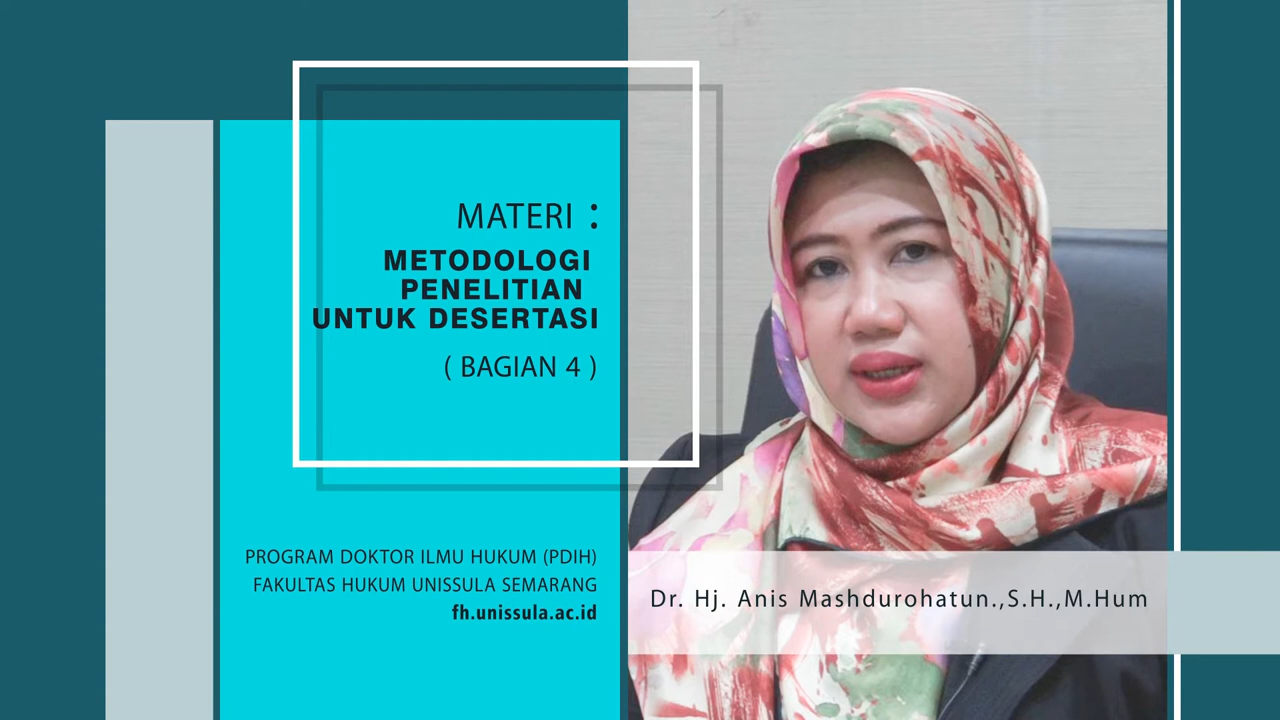 MATERI :
METODOLOGI
PENELITIAN
UNTUK DESERTASI
( BAGIAN 4 )
PROGRAM DOKTOR ILMU HUKUM (PDIH)
FAKULTAS HUKUM UNISSULA SEMARANG
fh.unissula.ac.id
Dr. Hj. Anis Mashdurohatun.,S.H.,M.Hum